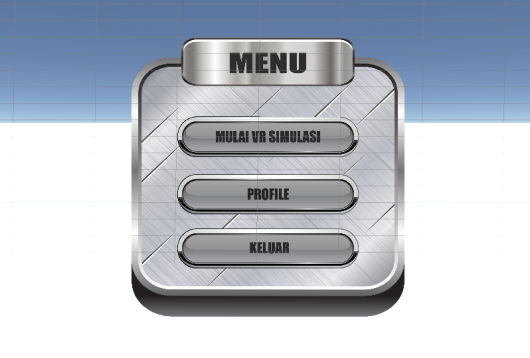 MENU
MULAI VR SIMULASI
PROFILE
KELUAR